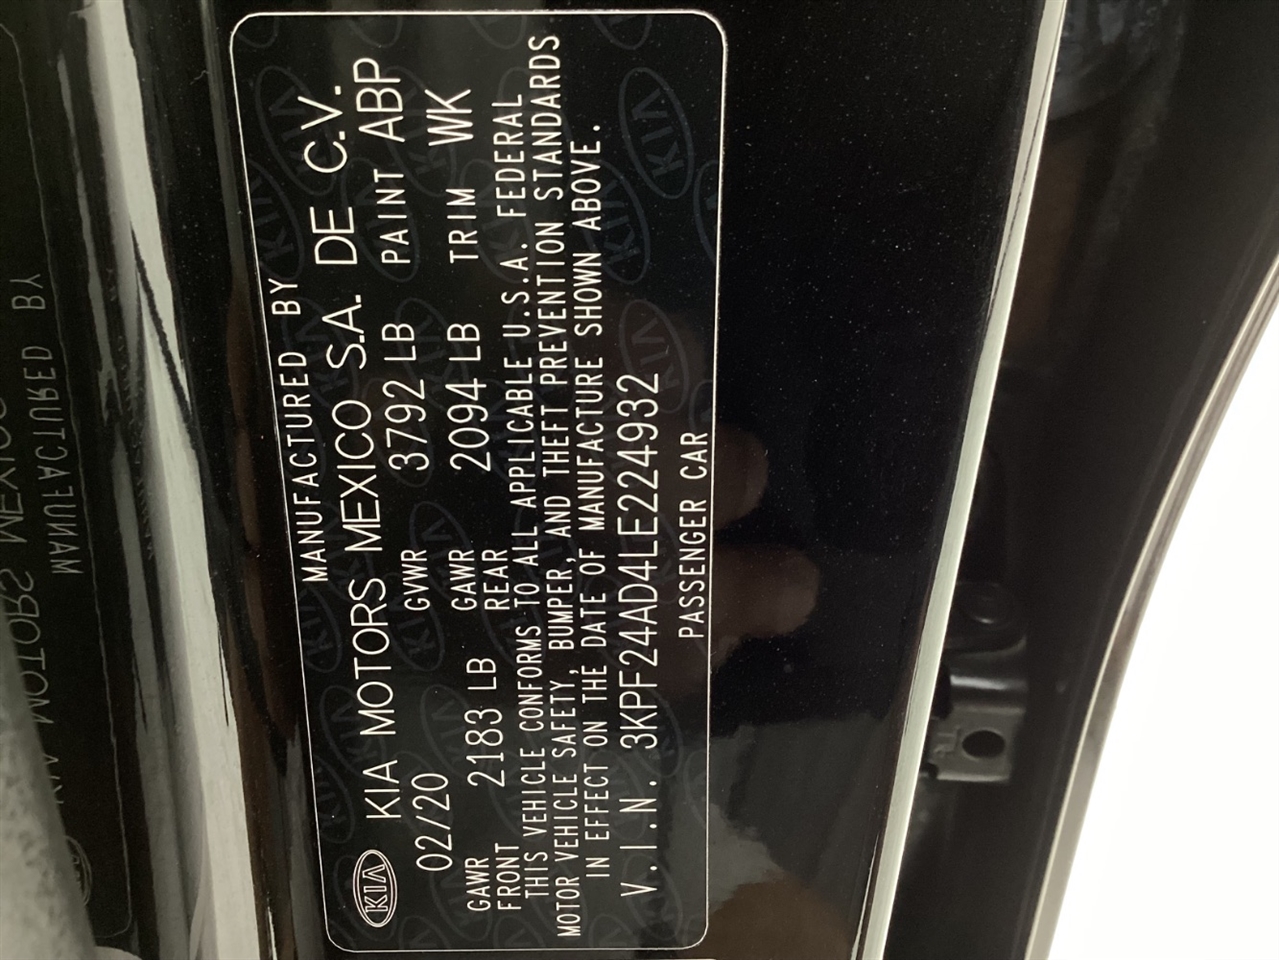 MANUFACTURED BY
KIA KIA MOTORS MEXICO S.A. DE C.V.
02/20 GVWR 3792 LB PAINT ABP
GAWR FRONT 2183 LB GAWR REAR 2094 LB TRIM WK
THIS VEHICLE CONFORMS TO ALL APPLICABLE U.S.A. FEDERAL
MOTOR VEHICLE SAFETY, BUMPER, AND THEFT PREVENTION STANDARDS
IN EFFECT ON THE DATE OF MANUFACTURE SHOWN ABOVE.
V.I.N. 3KPF24AD4LE224932
PASSENGER CAR